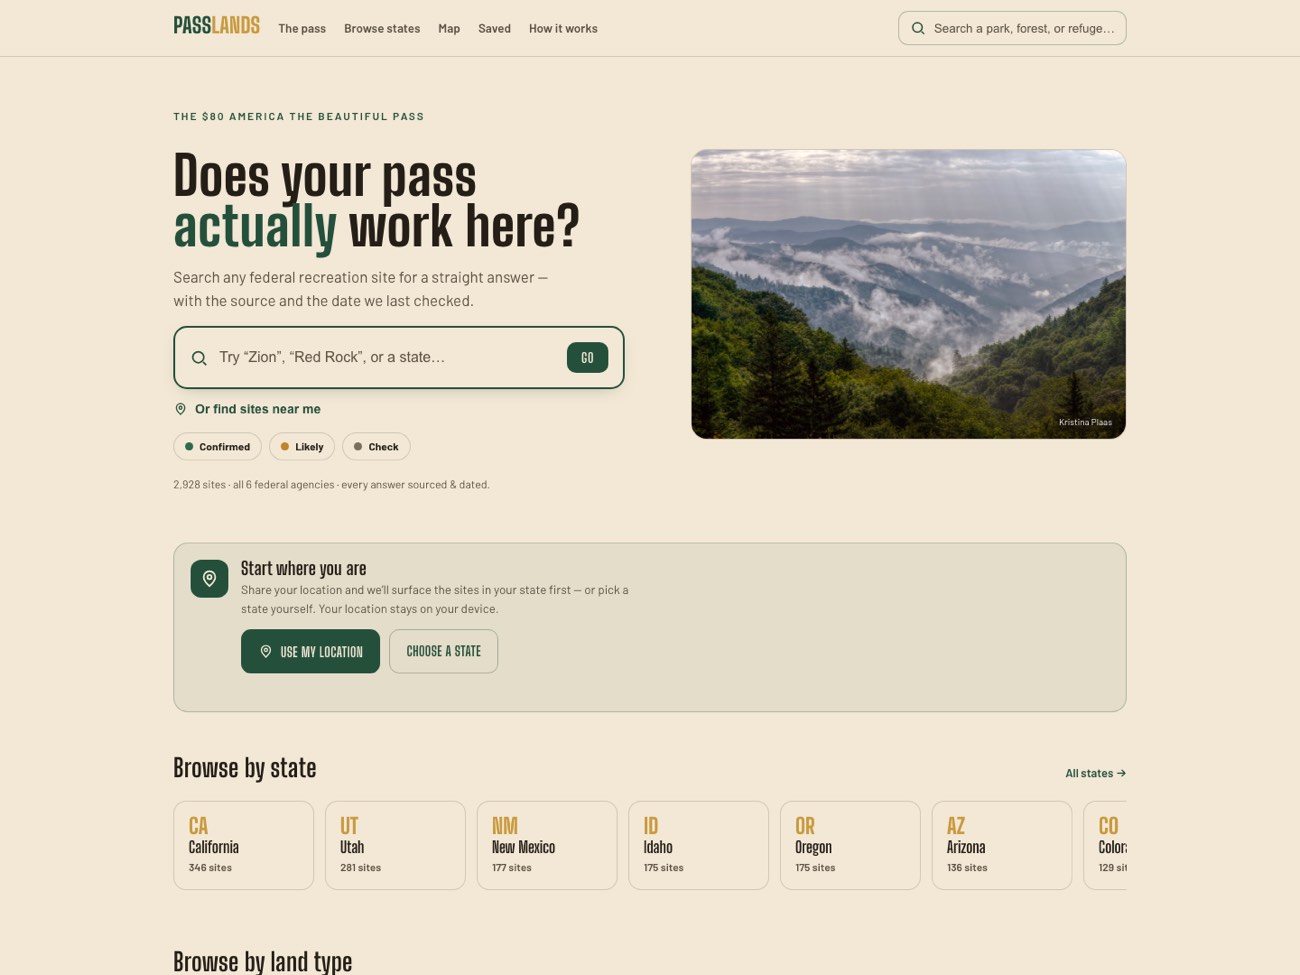 PASSLANDS
The pass
Browse states
Map
Saved
How it works
Search a park, forest, or refuge…
THE $80 AMERICA THE BEAUTIFUL PASS
Does your pass
actually work here?
Search any federal recreation site for a straight answer —
with the source and the date we last checked.
Try “Zion”, “Red Rock”, or a state…
GO
Or find sites near me
Confirmed
Likely
Check
2,928 sites · all 6 federal agencies · every answer sourced & dated.
Kristina Plaas
Start where you are
Share your location and we'll surface the sites in your state first — or pick a
state yourself. Your location stays on your device.
USE MY LOCATION
CHOOSE A STATE
Browse by state
All states →
CA
California
346 sites
UT
Utah
281 sites
NM
New Mexico
177 sites
ID
Idaho
175 sites
OR
Oregon
175 sites
AZ
Arizona
136 sites
CO
Colora
129 sit
Browse by land type